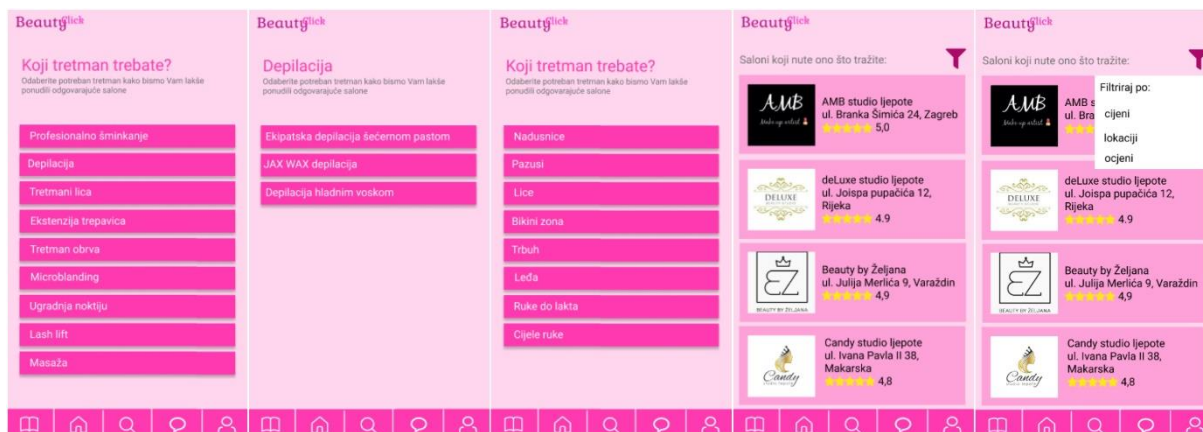 BeautyClick
Koji tretman trebate?
Odaberite potreban tretman kako bismo Vam lakše
ponudili odgovarajuće salone
Profesionalno šminkanje
Depilacija
Tretmani lica
Ekstenzija trepavica
Tretman obrva
Microblanding
Ugradnja noktiju
Lash lift
Masaža
BeautyClick
Depilacija
Odaberite potreban tretman kako bismo Vam lakše
ponudili odgovarajuće salone
Ekipatska depilacija šećernom pastom
JAX WAX depilacija
Depilacija hladnim voskom
BeautyClick
Koji tretman trebate?
Odaberite potreban tretman kako bismo Vam lakše
ponudili odgovarajuće salone
Nadusnice
Pazusi
Lice
Bikini zona
Trbuh
Leđa
Ruke do lakta
Cijele ruke
BeautyClick
Saloni koji nute ono što tražite:
AMB
Make-up artist
AMB studio ljepote
ul. Branka Šimića 24, Zagreb
5,0
DELUXE
deLuxe studio ljepote
ul. Joispa pupačića 12,
Rijeka
4.9
EZ
BEAUTY BY ŽELJANA
Beauty by Željana
ul. Julija Merlića 9, Varaždin
4,9
Candy
Candy studio ljepote
ul. Ivana Pavla II 38,
Makarska
4,8
BeautyClick
Saloni koji nute ono što tražite:
Filtriraj po:
cijeni
lokaciji
ocjeni
AMB
Make-up artist
AMB s
ul. Bra
DELUXE
deLuxe studio ljepote
ul. Joispa pupačića 12,
Rijeka
4.9
EZ
BEAUTY BY ŽELJANA
Beauty by Željana
ul. Julija Merlića 9, Varaždin
4,9
Candy
Candy studio ljepote
ul. Ivana Pavla II 38,
Makarska
4,8